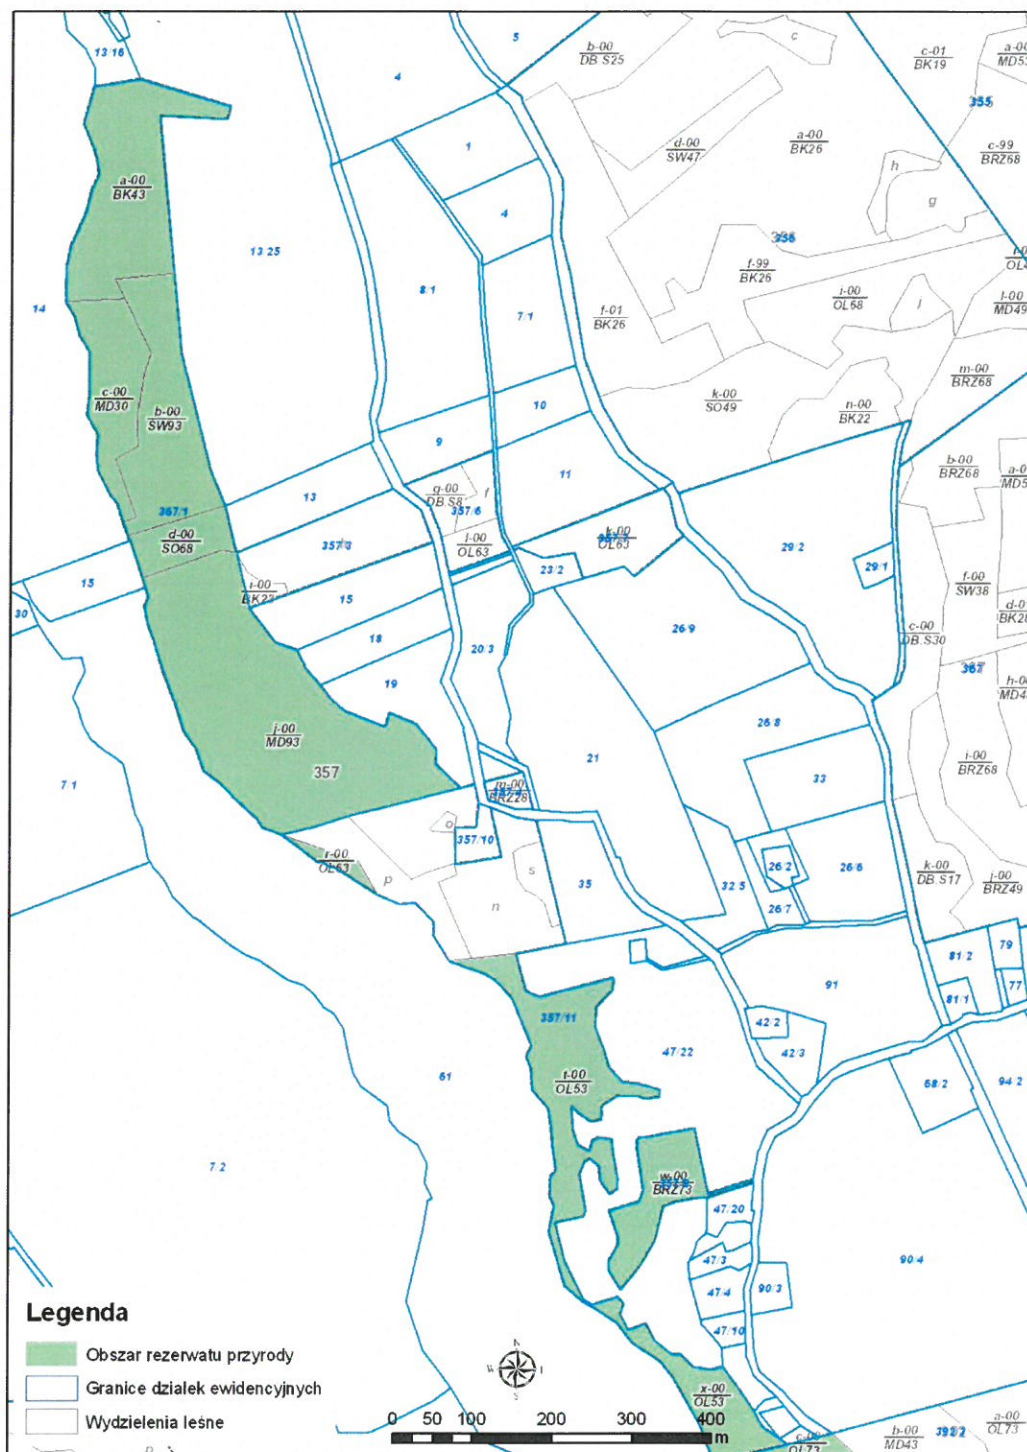 13/16
5
b-00
DB.S25
c
c-01
BK19
a-00
MD53
4
355
1
d-00
SW47
a-00
BK26
c-99
BRZ68
h
g
a-00
BK43
4
356
f-99
BK26
13/25
8/1
i-00
OL68
j
l-00
MD49
14
7/1
f-01
BK26
m-00
BRZ68
c-00
MD30
b-00
SW93
k-00
SO49
n-00
BK22
10
9
11
b-00
BRZ68
g-00
DB.S8
f
357/6
13
367/1
d-00
SO68
357/3
l-00
OL63
k-00
OL63
29/2
29/1
23/2
15
i-00
BK23
15
30
f-00
SW38
18
20/3
26/9
c-00
DB.S30
19
j-00
MD93
357
7/1
21
26/8
33
i-00
BRZ68
m-00
BRZ28
o
357/10
r-00
OL63
p
s
n
35
32/5
26/2
26/6
26/7
k-00
DB.S17
j-00
BRZ49
81/2
79
77
81/1
91
357/11
42/2
42/3
47/22
61
t-00
OL53
68/2
94/2
7/2
w-00
BRZ73
47/20
47/3
47/4
90/3
90/4
47/10
Legenda
Obszar rezerwatu przyrody
Granice działek ewidencyjnych
Wydzielenia leśne
N
W
S
0 50 100 200 300 400
m
x-00
OL53
c-00
OL73
b-00
MD43
392/2
a-00
OL73